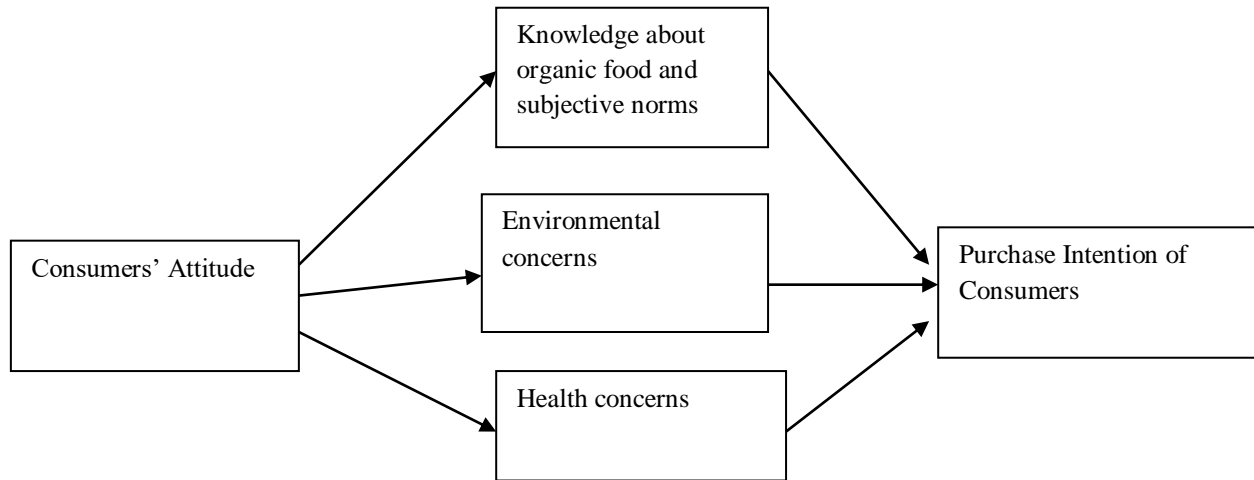 Knowledge about
organic food and
subjective norms
Environmental
concerns
Consumers’ Attitude
Purchase Intention of
Consumers
Health concerns